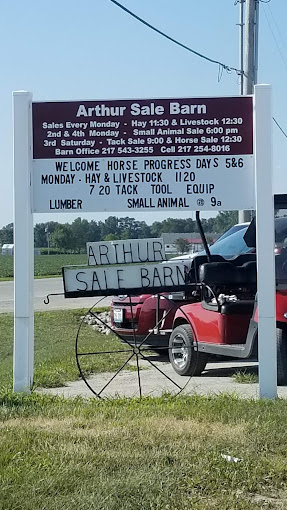 Arthur Sale Barn
Sales Every Monday - Hay 11:30 & Livestock 12:30
2nd & 4th Monday - Small Animal Sale 6:00 pm
3rd Saturday - Tack Sale 9:00 & Horse Sale 12:30
Barn Office 217 543-3255 Cell 217 254-8016
WELCOME HORSE PROGRESS DAYS 5&6
MONDAY - HAY & LIVESTOCK 1120
7 20 TACK TOOL EQUIP
LUMBER SMALL ANIMAL @ 9a
ARTHUR
SALE BARN